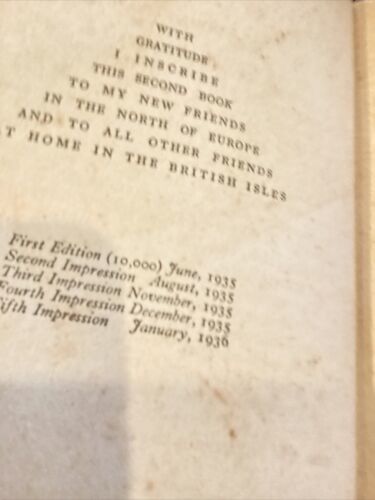 WITH
GRATITUDE
I INSCRIBE
THIS SECOND BOOK
TO MY NEW FRIENDS
IN THE NORTH OF EUROPE
AND TO ALL OTHER FRIENDS
AT HOME IN THE BRITISH ISLES
First Edition (10,000) June, 1935
Second Impression August, 1935
Third Impression November, 1935
Fourth Impression December, 1935
Fifth Impression January, 1936